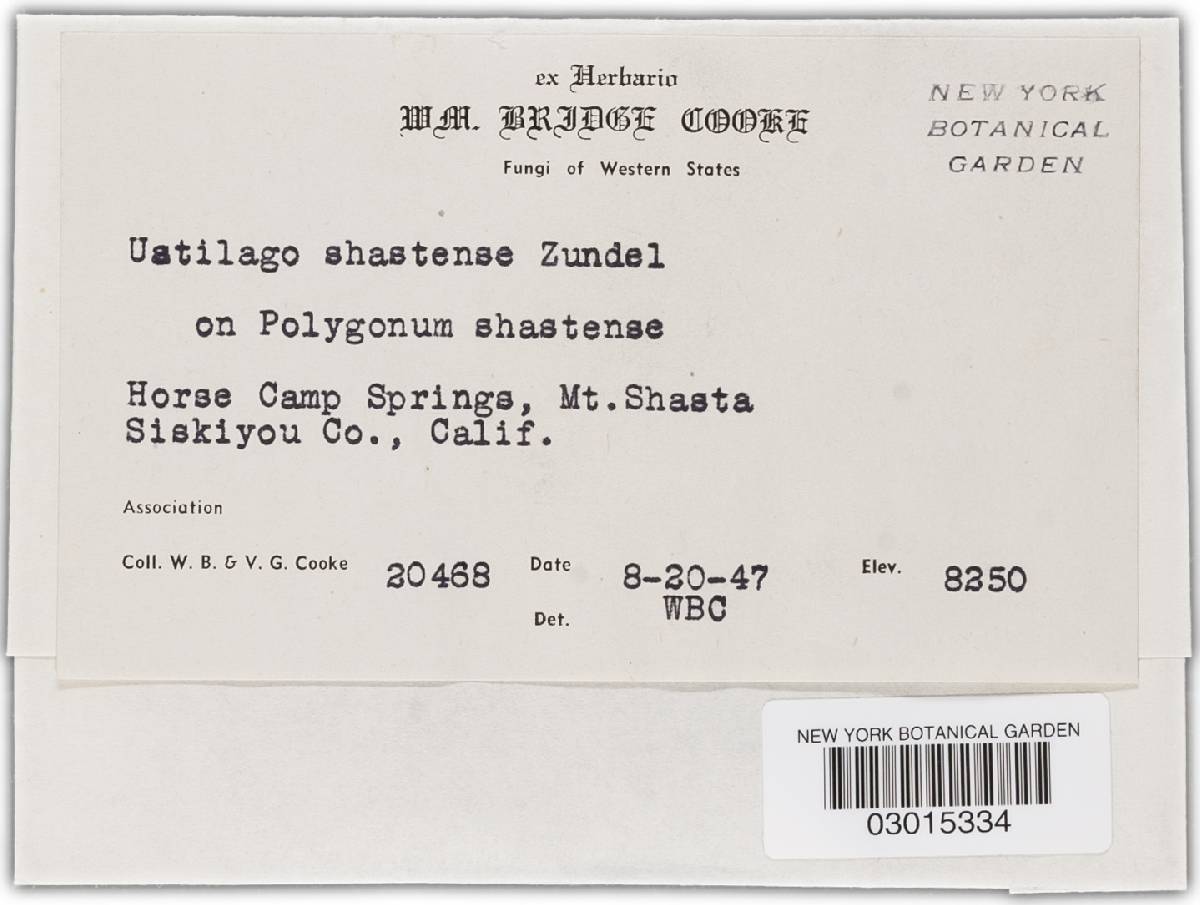 ex Herbario
WM. BRIDGE COOKE
Fungi of Western States
NEW YORK
BOTANICAL
GARDEN
Ustilago shastense Zundel
on Polygonum shastense
Horse Camp Springs, Mt.Shasta
Siskiyou Co., Calif.
Association
Coll. W. B. & V. G. Cooke 20468 Date 8-20-47 Elev. 8250
Det. WBC
NEW YORK BOTANICAL GARDEN
03015334